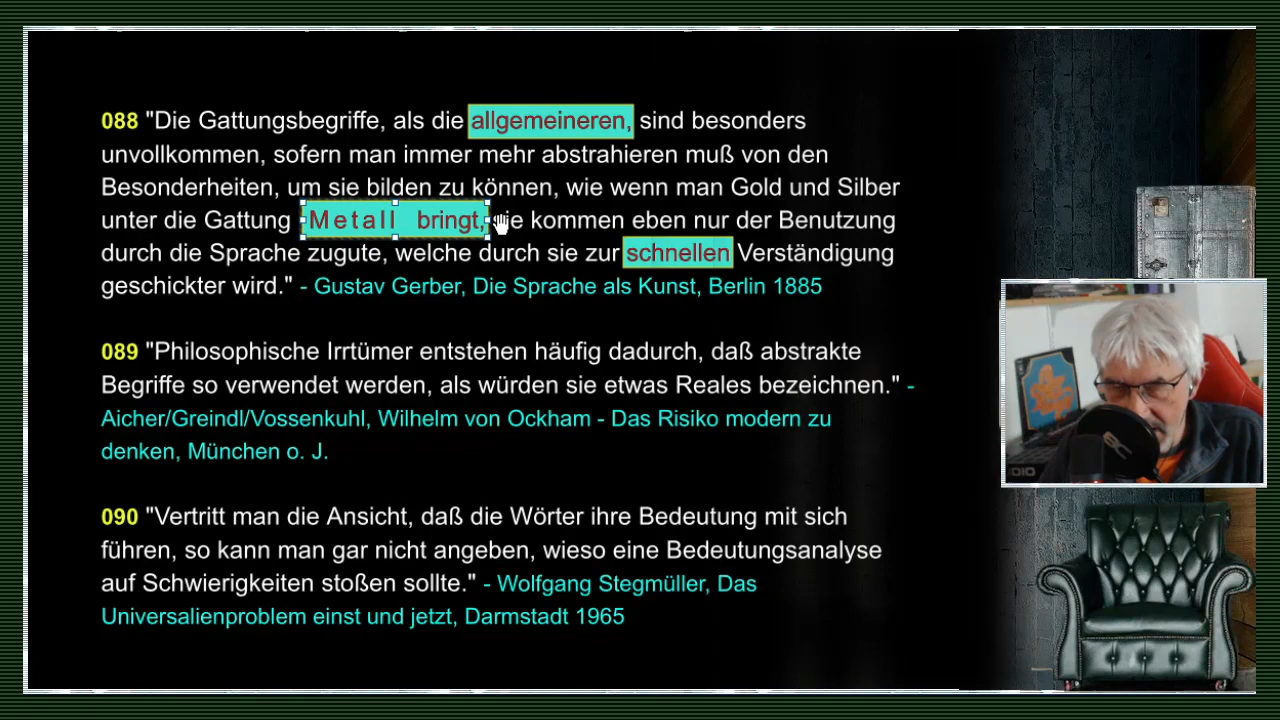 088 "Die Gattungsbegriffe, als die allgemeineren, sind besonders
unvollkommen, sofern man immer mehr abstrahieren muß von den
Besonderheiten, um sie bilden zu können, wie wenn man Gold und Silber
unter die Gattung Metall bringt, sie kommen eben nur der Benutzung
durch die Sprache zugute, welche durch sie zur schnellen Verständigung
geschickter wird." - Gustav Gerber, Die Sprache als Kunst, Berlin 1885
089 "Philosophische Irrtümer entstehen häufig dadurch, daß abstrakte
Begriffe so verwendet werden, als würden sie etwas Reales bezeichnen." -
Aicher/Greindl/Vossenkuhl, Wilhelm von Ockham - Das Risiko modern zu
denken, München o. J.
090 "Vertritt man die Ansicht, daß die Wörter ihre Bedeutung mit sich
führen, so kann man gar nicht angeben, wieso eine Bedeutungsanalyse
auf Schwierigkeiten stoßen sollte." - Wolfgang Stegmüller, Das
Universalienproblem einst und jetzt, Darmstadt 1965